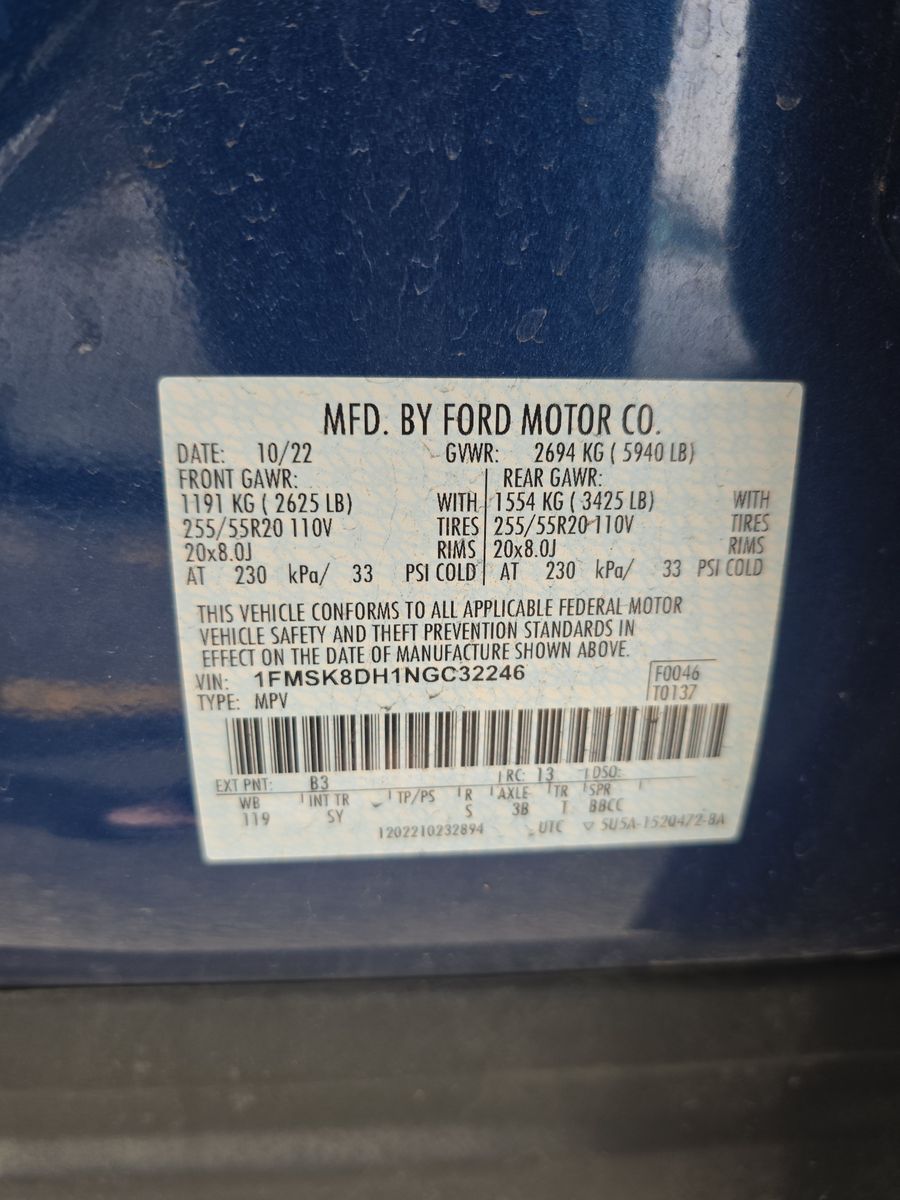 MFD. BY FORD MOTOR CO.
DATE: 10/22 GVWR: 2694 KG ( 5940 LB)
FRONT GAWR: REAR GAWR:
1191 KG ( 2625 LB) WITH 1554 KG ( 3425 LB) WITH
255/55R20 110V TIRES 255/55R20 110V TIRES
20x8.0J RIMS 20x8.0J RIMS
AT 230 kPa/ 33 PSI COLD AT 230 kPa/ 33 PSI COLD
THIS VEHICLE CONFORMS TO ALL APPLICABLE FEDERAL MOTOR
VEHICLE SAFETY AND THEFT PREVENTION STANDARDS IN
EFFECT ON THE DATE OF MANUFACTURE SHOWN ABOVE.
VIN: 1FMSK8DH1NGC32246 F0046
TYPE: MPV T0137
EXT PNT: B3 RC: 13 DSO:
WB INT TR TP/PS R AXLE TR SPR
119 SY S 3B T BBCC
1202210232894 UTC ▽ 5U5A-1520472-BA